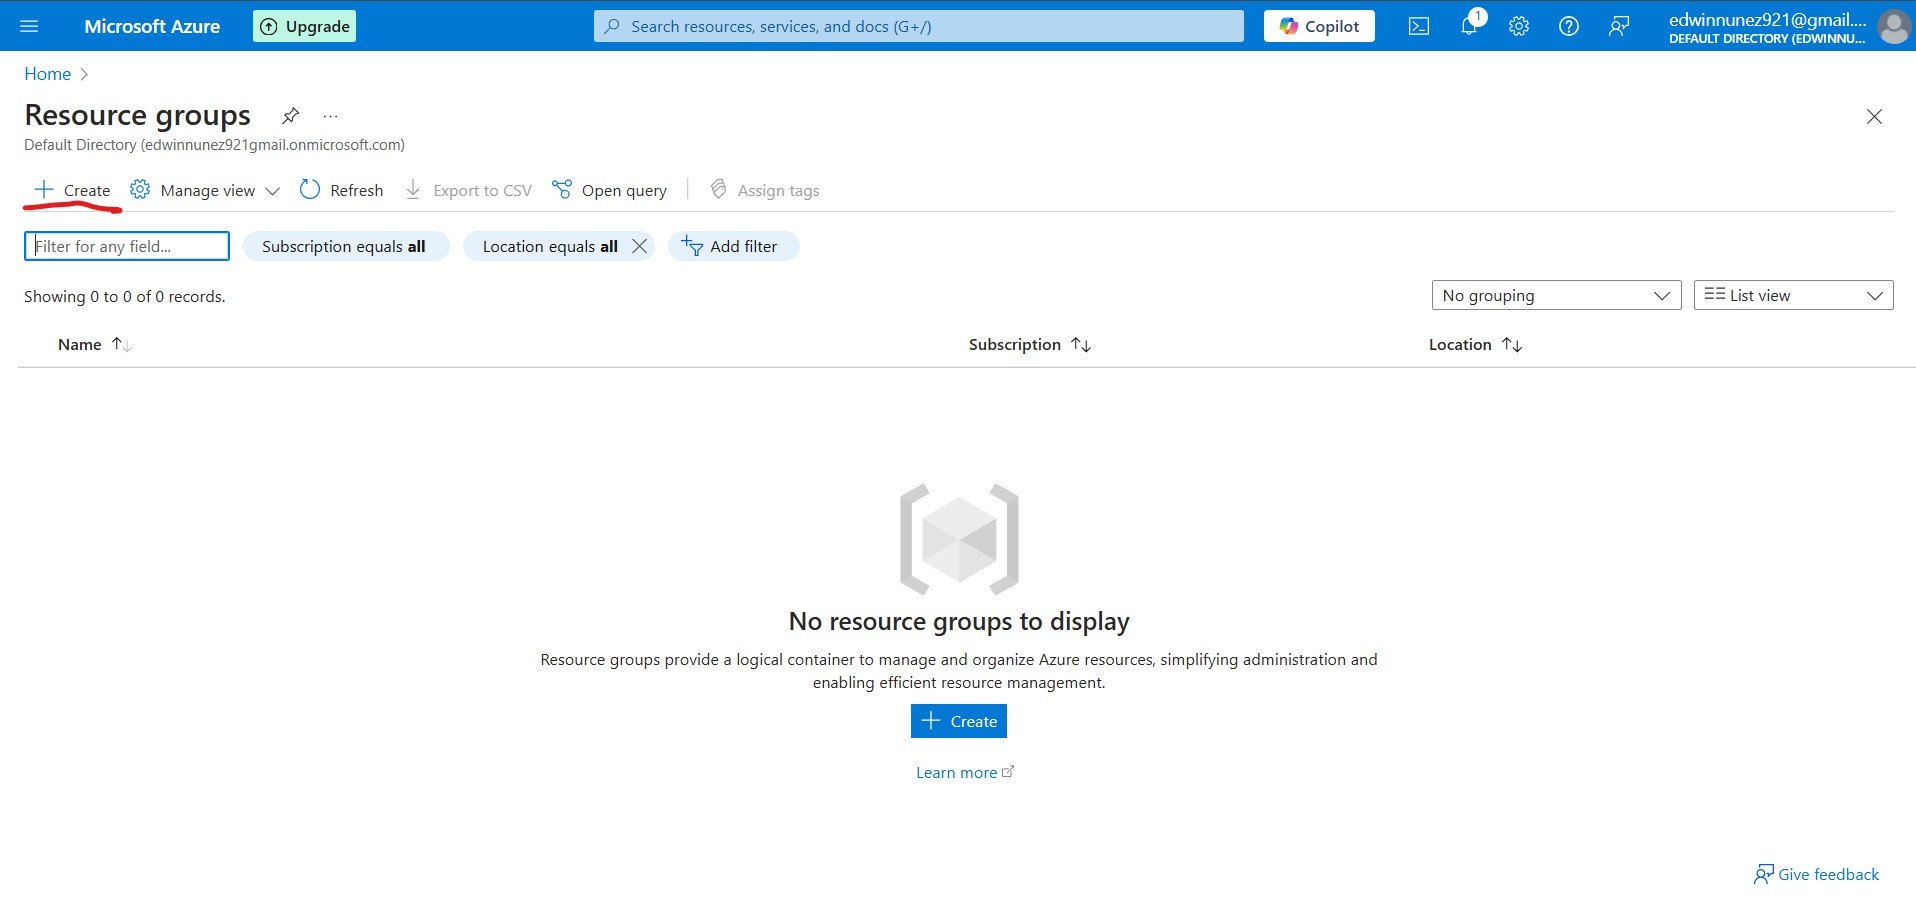 Microsoft Azure Upgrade Search resources, services, and docs (G+/) Copilot 1 edwinnunez921@gmail....
DEFAULT DIRECTORY (EDWINNU...
Home
Resource groups ...
Default Directory (edwinnunez921gmail.onmicrosoft.com)
Create Manage view Refresh Export to CSV Open query Assign tags
Filter for any field... Subscription equals all Location equals all Add filter
Showing 0 to 0 of 0 records. No grouping List view
Name Subscription Location
No resource groups to display
Resource groups provide a logical container to manage and organize Azure resources, simplifying administration and
enabling efficient resource management.
Create
Learn more
Give feedback